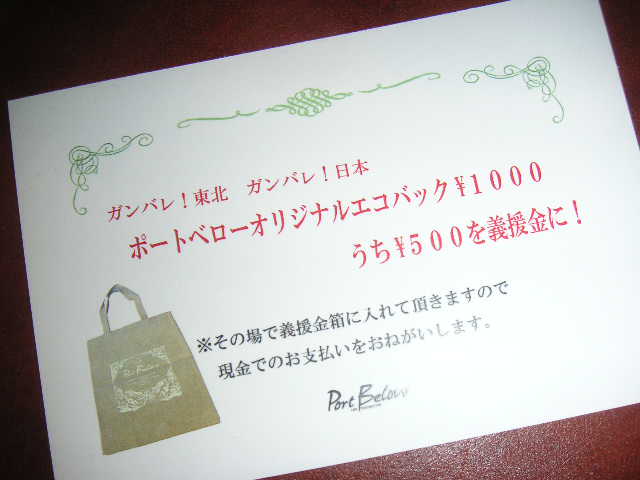 ガンバレ！東北　ガンバレ！日本
ポートベローオリジナルエコバック¥1000
うち¥500を義援金に！
※その場で義援金箱に入れて頂きますので
現金でのお支払いをおねがいします。
Port Below